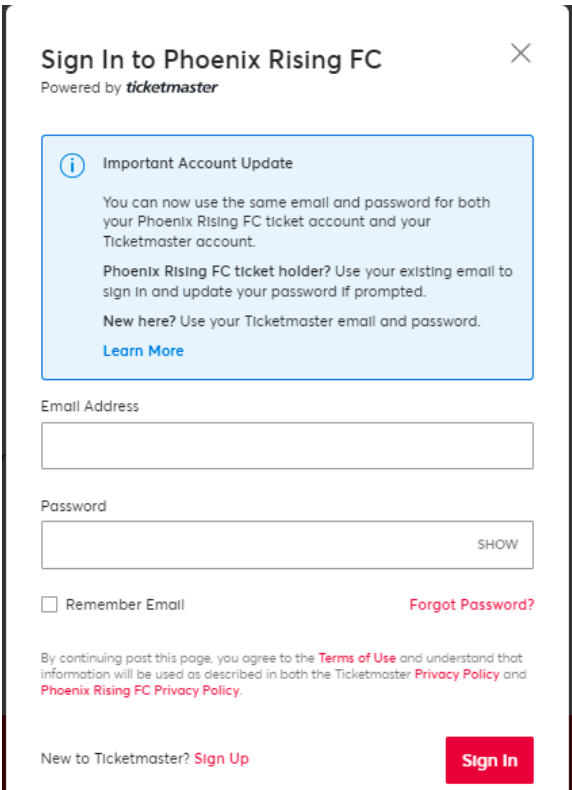 Sign In to Phoenix Rising FC
Powered by ticketmaster
Important Account Update
You can now use the same email and password for both
your Phoenix Rising FC ticket account and your
Ticketmaster account.
Phoenix Rising FC ticket holder? Use your existing email to
sign in and update your password if prompted.
New here? Use your Ticketmaster email and password.
Learn More
Email Address
Password
SHOW
Remember Email Forgot Password?
By continuing past this page, you agree to the Terms of Use and understand that
information will be used as described in both the Ticketmaster Privacy Policy and
Phoenix Rising FC Privacy Policy.
New to Ticketmaster? Sign Up Sign In